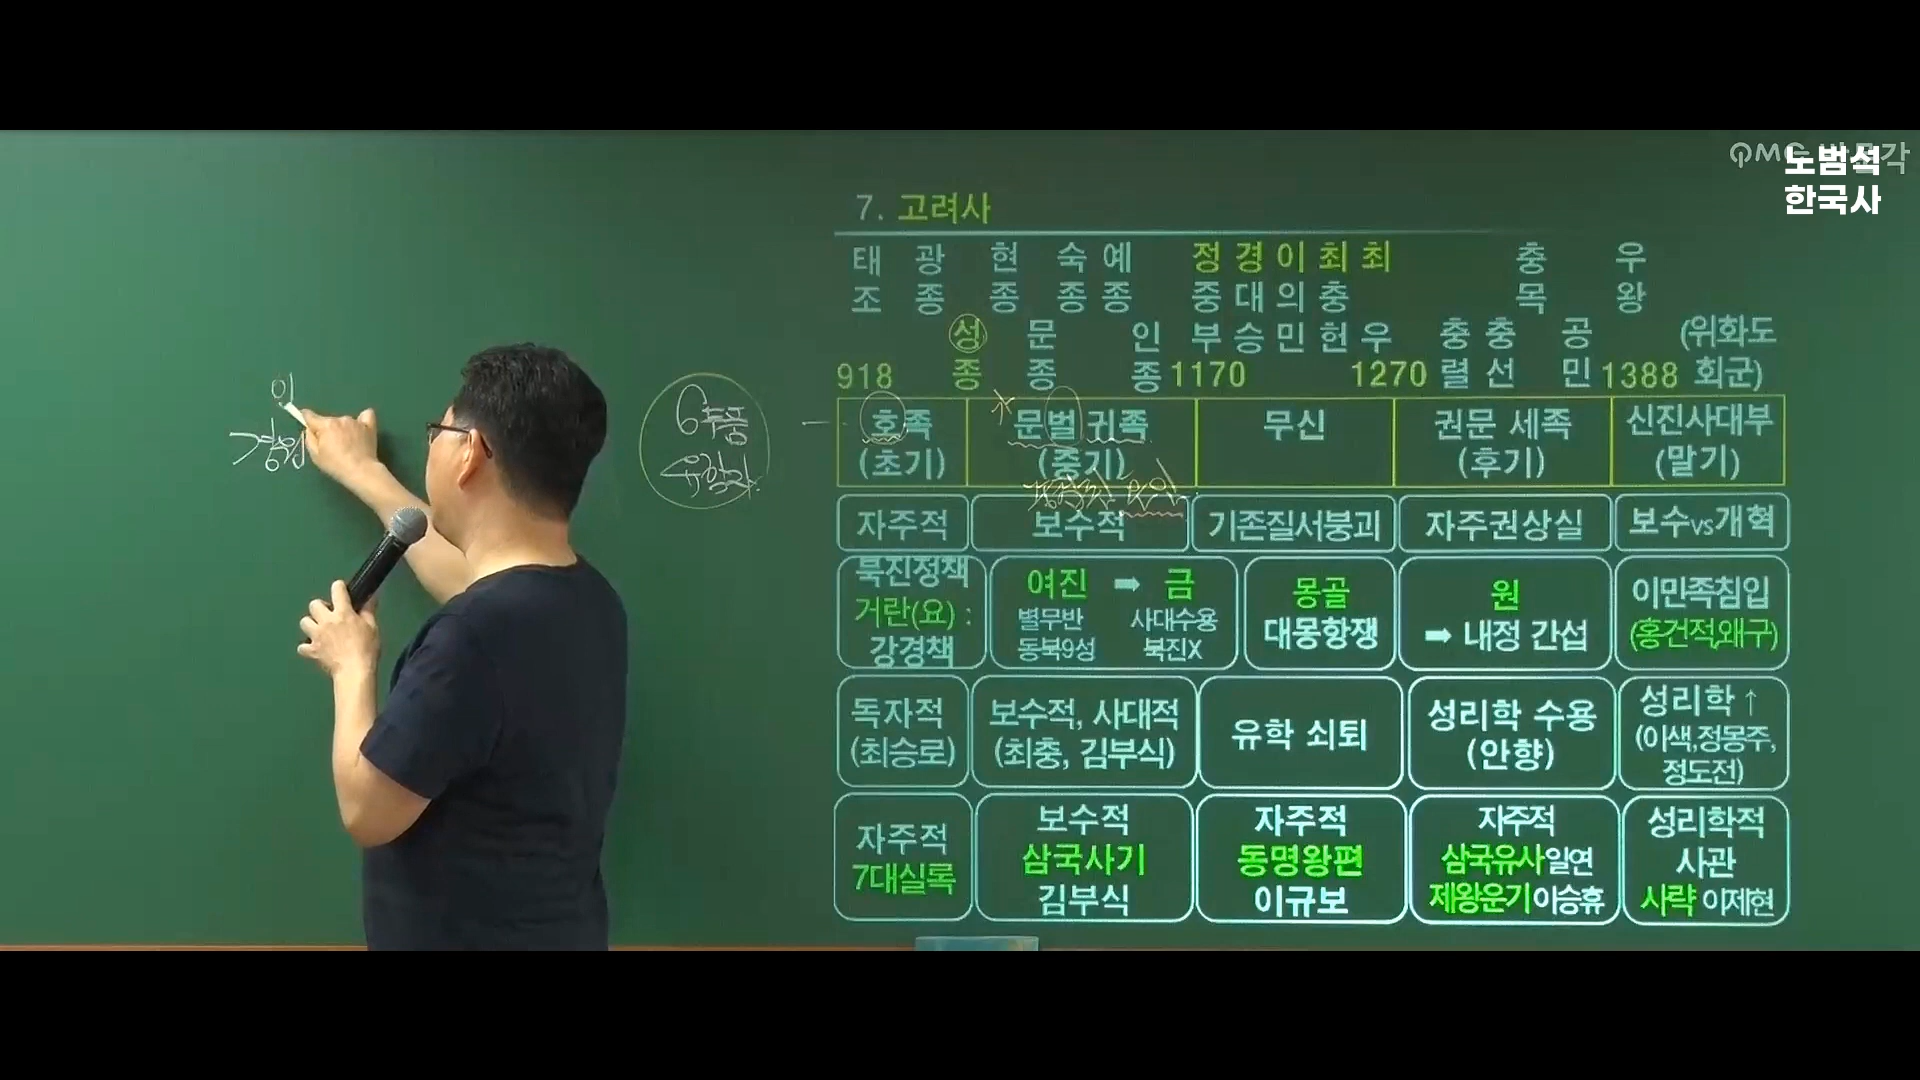 노범석
한국사
7. 고려사
태 광 현 숙 예 정 경 이 최 최 충 우
조 종 종 종 종 중 대 의 충 목 왕
성 문 인 부 승 민 헌 우 충 충 공 (위화도
918 종 종 종 1170 1270 렬 선 민 1388 회군)
이
경원
6두품
유학자
호족 문벌 귀족 무신 권문 세족 신진사대부
(초기) (중기) (후기) (말기)
자주적 보수적 기존질서붕괴 자주권상실 보수vs개혁
북진정책
거란(요) :
강경책
여진 ➡ 금
별무반 사대수용
동북9성 북진X
몽골
대몽항쟁
원
➡ 내정 간섭
이민족침입
(홍건적,왜구)
독자적
(최승로)
보수적, 사대적
(최충, 김부식)
유학 쇠퇴
성리학 수용
(안향)
성리학 ↑
(이색,정몽주,
정도전)
자주적
7대실록
보수적
삼국사기
김부식
자주적
동명왕편
이규보
자주적
삼국유사 일연
제왕운기 이승휴
성리학적
사관
사략 이제현